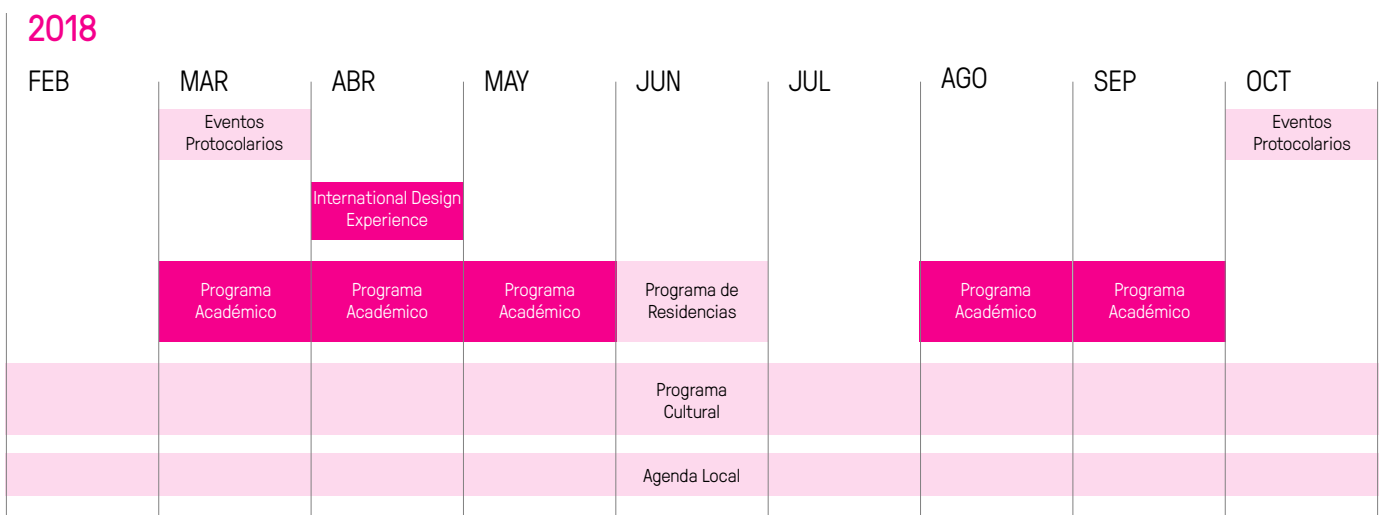 2018
FEB
MAR
ABR
MAY
JUN
JUL
AGO
SEP
OCT
Eventos
Protocolarios
Eventos
Protocolarios
International Design
Experience
Programa
Académico
Programa
Académico
Programa
Académico
Programa de
Residencias
Programa
Académico
Programa
Académico
Programa
Cultural
Agenda Local